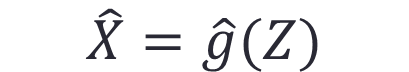 X̂ = ĝ(Z)